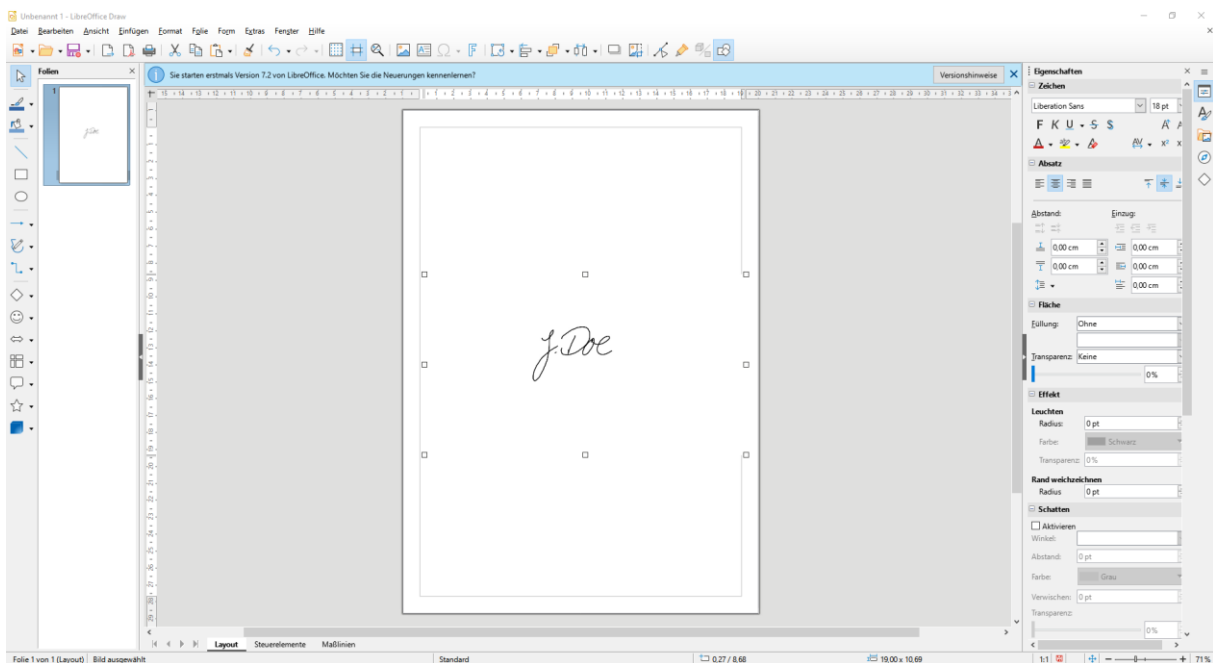 Unbenannt 1 - LibreOffice Draw
Datei Bearbeiten Ansicht Einfügen Format Folie Form Extras Fenster Hilfe
Folien
1
Sie starten erstmals Version 7.2 von LibreOffice. Möchten Sie die Neuerungen kennenlernen?
Versionshinweise
J. Doe
J. Doe
Layout Steuerelemente Maßlinien
Eigenschaften
Zeichen
Liberation Sans 18 pt
F K U S S
Absatz
Abstand: Einzug:
0,00 cm 0,00 cm
0,00 cm 0,00 cm
0,00 cm
Fläche
Füllung: Ohne
Transparenz: Keine
0%
Effekt
Leuchten
Radius: 0 pt
Farbe: Schwarz
Transparenz: 0%
Rand weichzeichnen
Radius 0 pt
Schatten
Aktivieren
Winkel:
Abstand: 0 pt
Farbe: Grau
Verwischen: 0 pt
Transparenz:
0%
Folie 1 von 1 (Layout) Bild ausgewählt Standard 0,27 / 8,68 19,00 x 10,69 1:1 71%